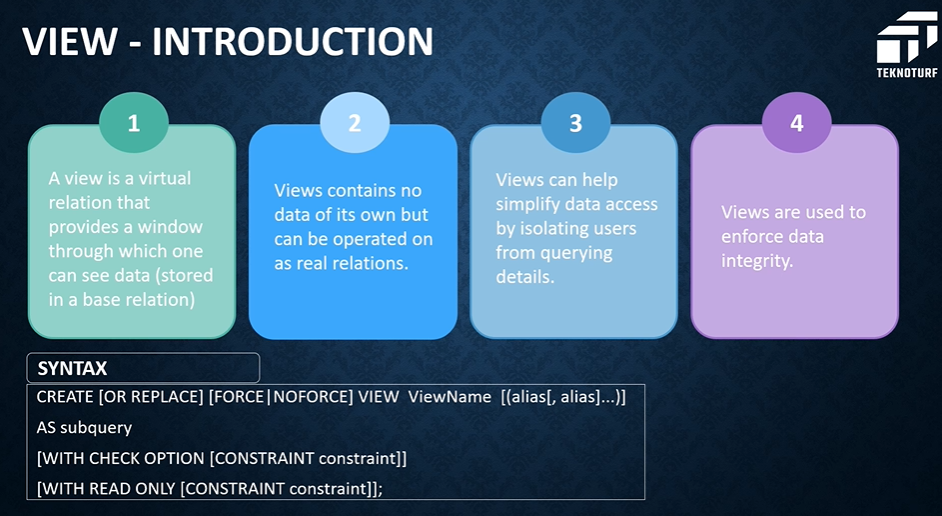 VIEW - INTRODUCTION
TEKNOTURF
1
A view is a virtual
relation that
provides a window
through which one
can see data (stored
in a base relation)
2
Views contains no
data of its own but
can be operated on
as real relations.
3
Views can help
simplify data access
by isolating users
from querying
details.
4
Views are used to
enforce data
integrity.
SYNTAX
CREATE [OR REPLACE] [FORCE|NOFORCE] VIEW ViewName [(alias[, alias]...)]
AS subquery
[WITH CHECK OPTION [CONSTRAINT constraint]]
[WITH READ ONLY [CONSTRAINT constraint]];